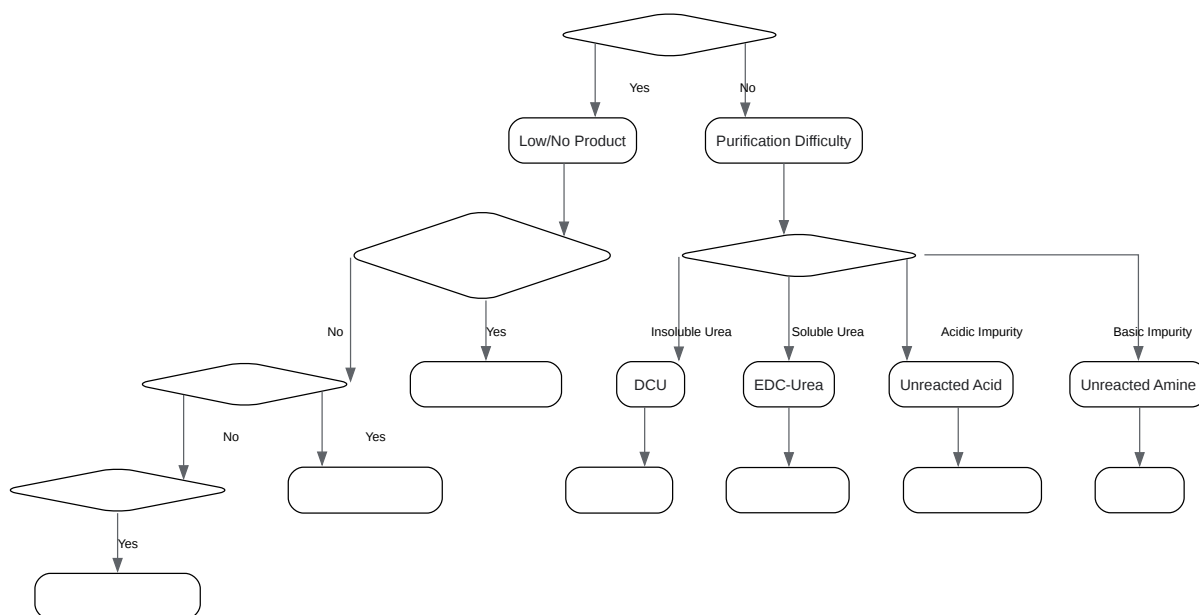 Yes
No
Low/No Product
Purification Difficulty
No
Yes
Insoluble Urea
Soluble Urea
Acidic Impurity
Basic Impurity
DCU
EDC-Urea
Unreacted Acid
Unreacted Amine
No
Yes
Yes